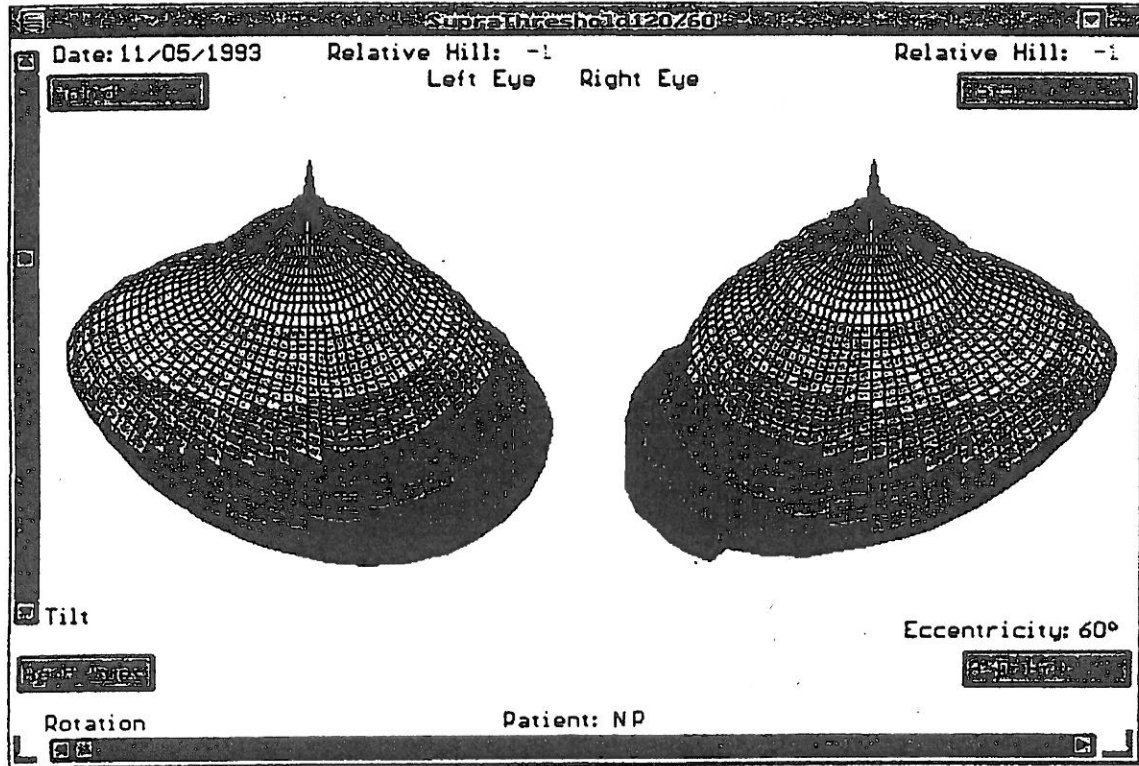 SupraThreshold120/60
Date: 11/05/1993
Relative Hill: -1
Relative Hill: -1
Left Eye
Right Eye
Tilt
Eccentricity: 60°
Rotation
Patient: NP